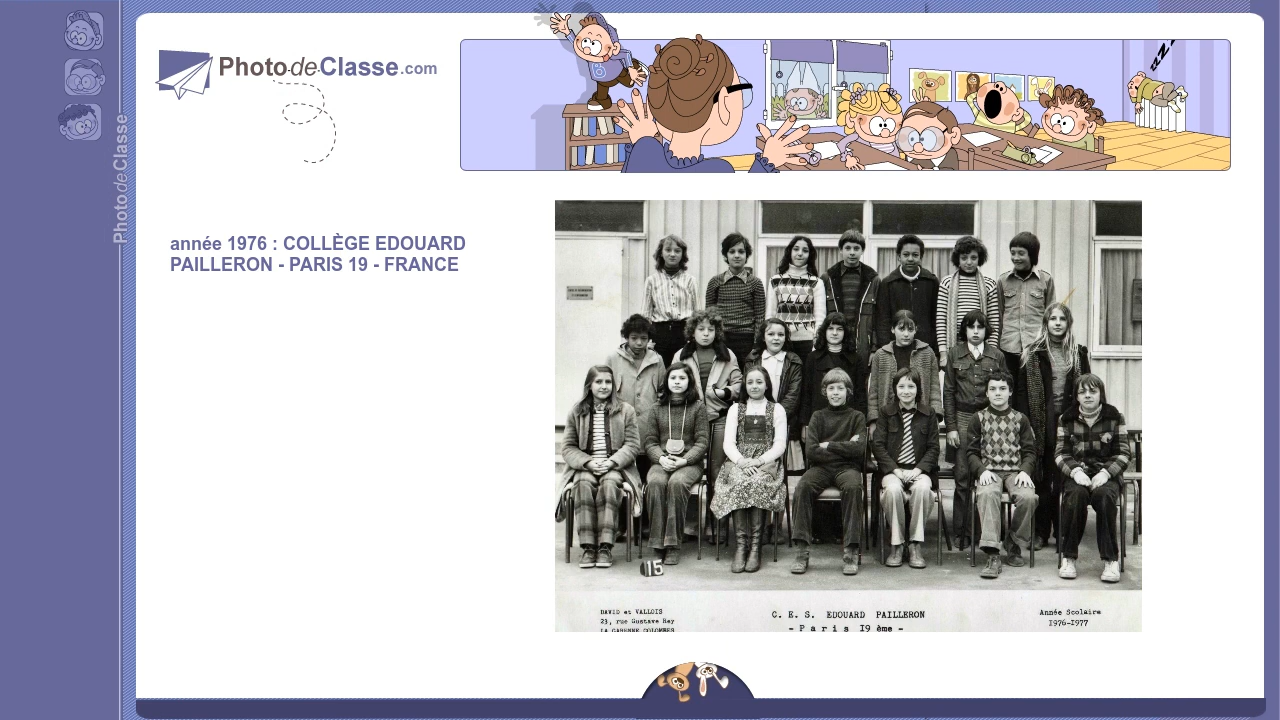 PhotodeClasse.com
PhotodeClasse
année 1976 : COLLÈGE EDOUARD
PAILLERON - PARIS 19 - FRANCE
15
DAVID et VALLOIS
23, rue Gustave Rey
LA GARENNE COLOMBES
C. E. S. EDOUARD PAILLERON
- Paris 19 ème -
Année Scolaire
1976-1977